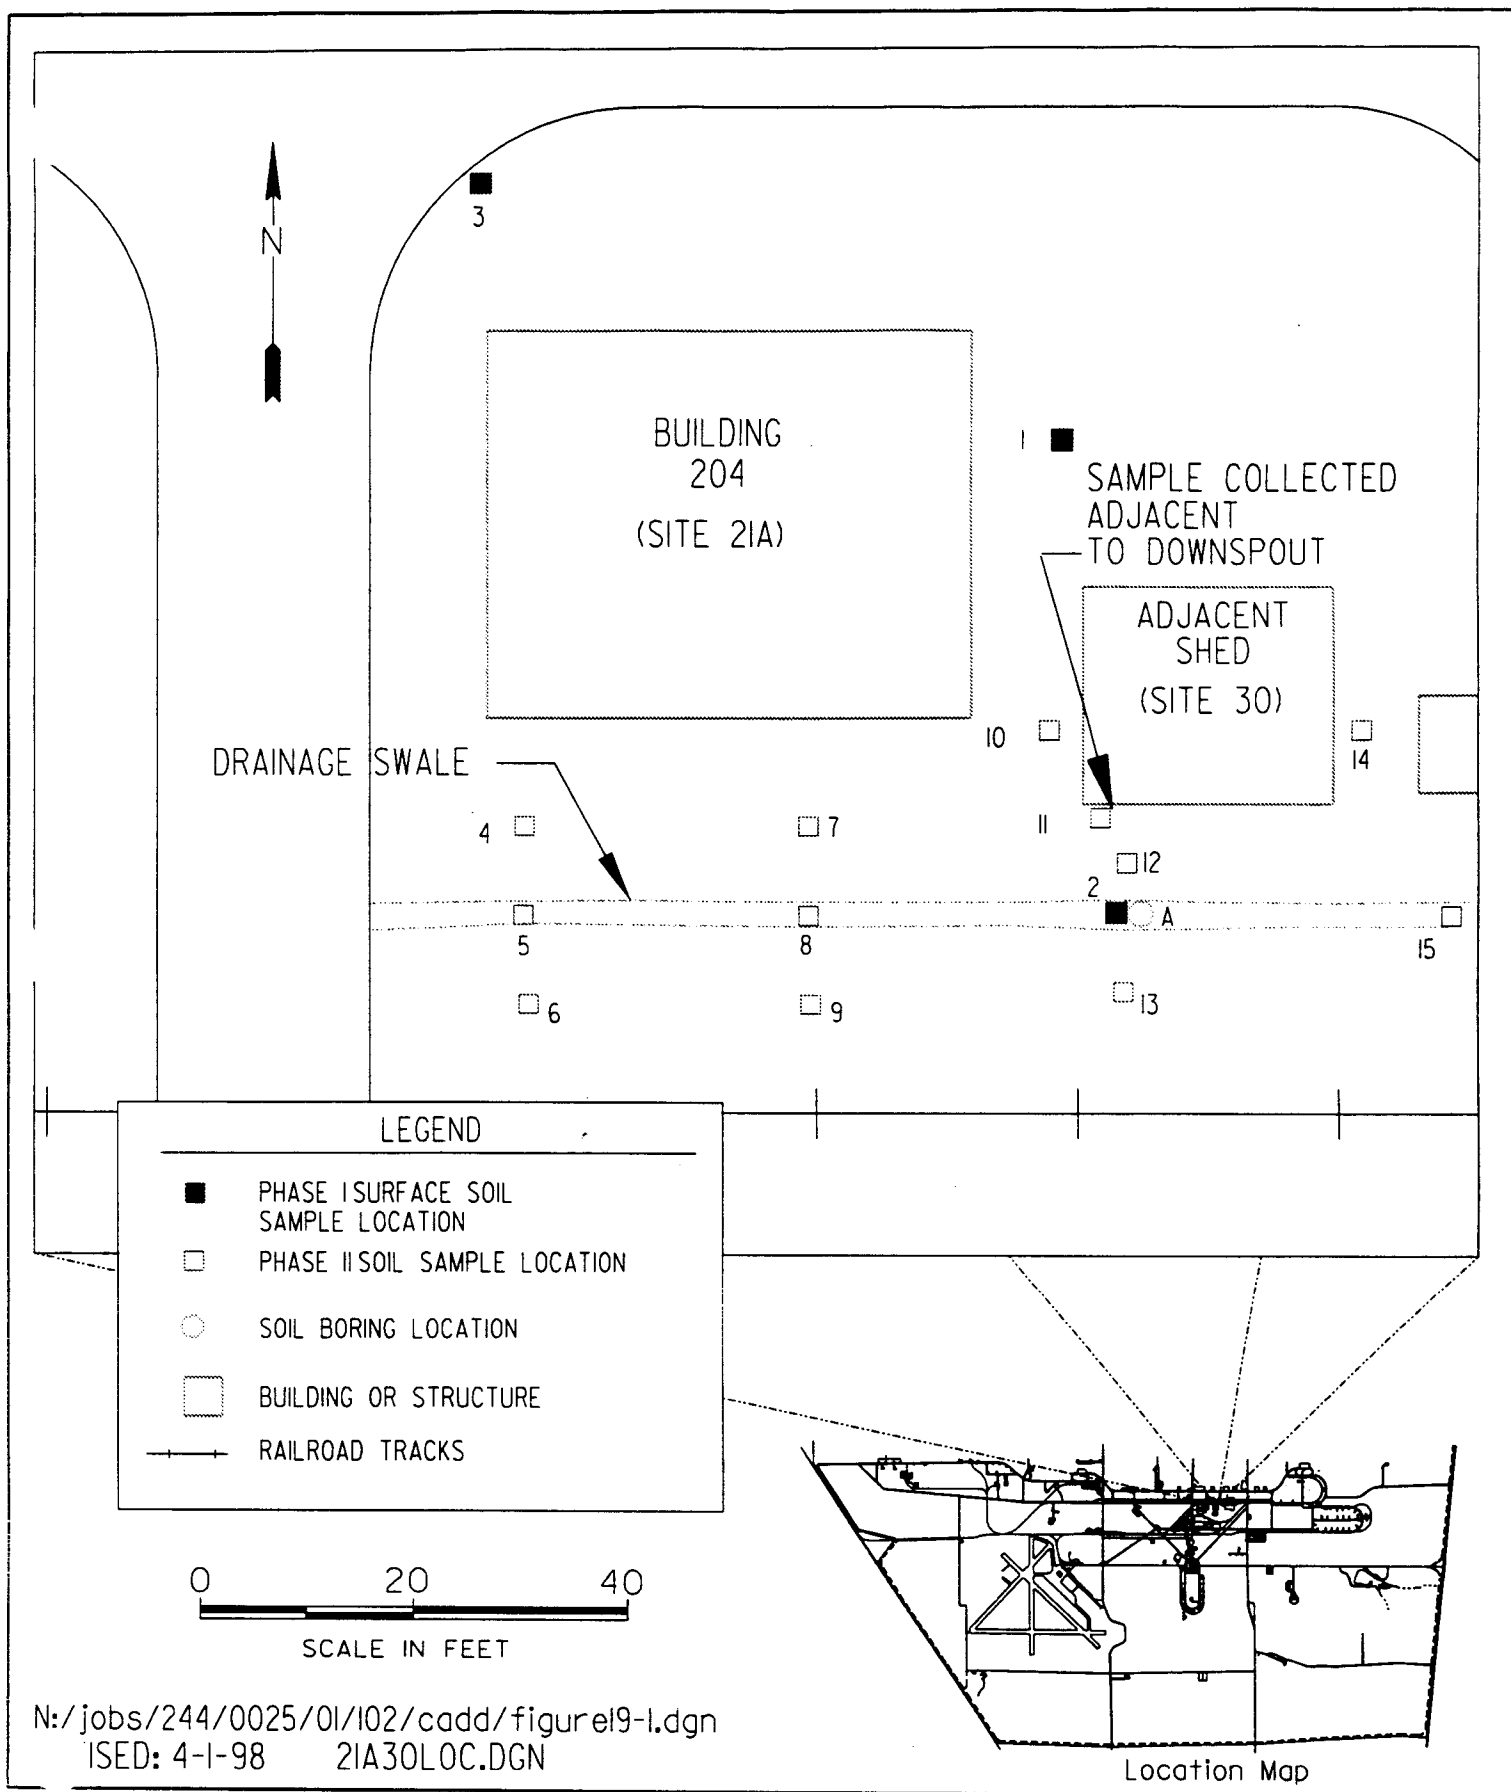 N
3
BUILDING
204
(SITE 21A)
1
SAMPLE COLLECTED
ADJACENT
TO DOWNSPOUT
ADJACENT
SHED
(SITE 30)
10
14
DRAINAGE SWALE
4
7
11
12
2
A
5
8
15
6
9
13
LEGEND
PHASE I SURFACE SOIL
SAMPLE LOCATION
PHASE II SOIL SAMPLE LOCATION
SOIL BORING LOCATION
BUILDING OR STRUCTURE
RAILROAD TRACKS
0 20 40
SCALE IN FEET
N:/jobs/244/0025/01/102/cadd/figure19-1.dgn
ISED: 4-1-98 21A30LOC.DGN
Location Map